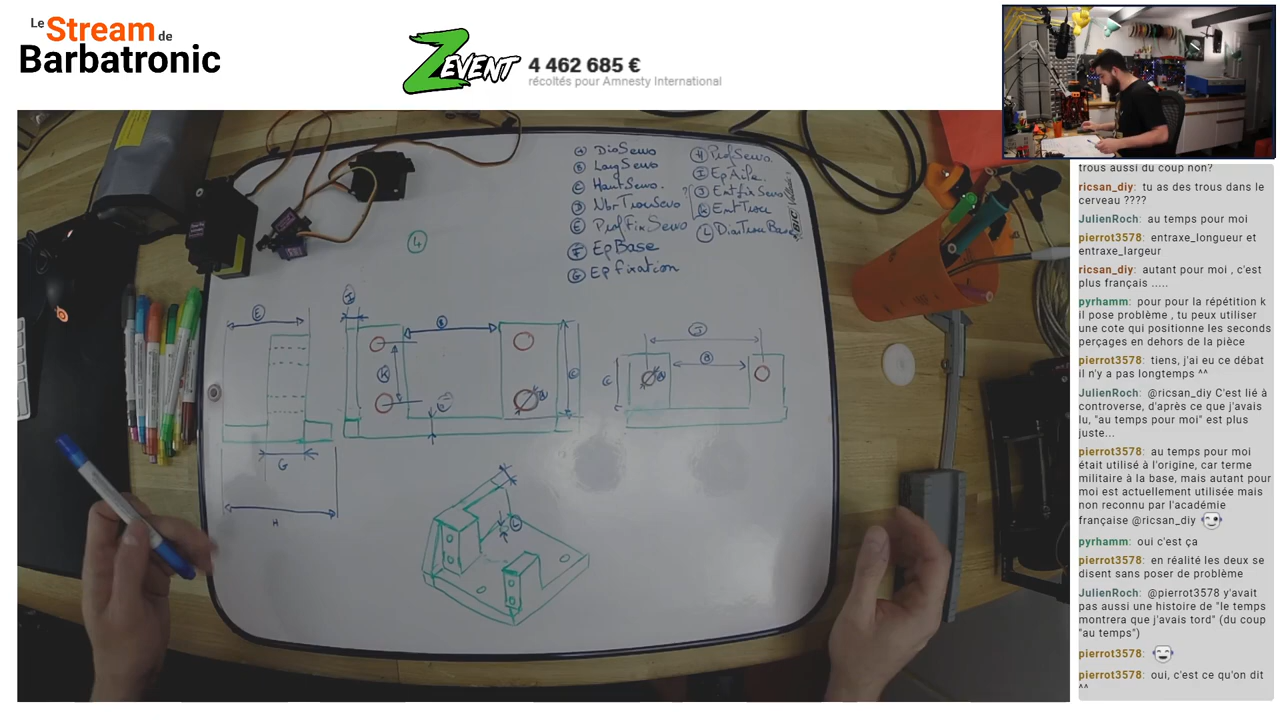 Le Stream de
Barbatronic
ZEVENT
4 462 685 €
récoltés pour Amnesty International
A DiaServo
B LargServo
C HautServo.
D NbrTrouServo
E ProfFixServo
F EpBase
G Ep fixation
H ProfServo
I EpAile.
J EntfixServo
K EntTrou
L DiaTrouBase
?
BIC Velleda
4
E
I
B
K
G
H
J
B
C
L
trous aussi du coup non?
ricsan_diy: tu as des trous dans le
cerveau ????
JulienRoch: au temps pour moi
pierrot3578: entraxe_longueur et
entraxe_largeur
ricsan_diy: autant pour moi , c'est
plus français .....
pyrhamm: pour pour la répétition k
il pose problème , tu peux utiliser
une cote qui positionne les seconds
perçages en dehors de la pièce
pierrot3578: tiens, j'ai eu ce débat
il n'y a pas longtemps ^^
JulienRoch: @ricsan_diy C'est lié à
controverse, d'après ce que j'avais
lu, "au temps pour moi" est plus
juste...
pierrot3578: au temps pour moi
était utilisé à l'origine, car terme
militaire à la base, mais autant pour
moi est actuellement utilisée mais
non reconnu par l'académie
française @ricsan_diy
pyrhamm: oui c'est ça
pierrot3578: en réalité les deux se
disent sans poser de problème
JulienRoch: @pierrot3578 y'avait
pas aussi une histoire de "le temps
montrera que j'avais tord" (du coup
"au temps")
pierrot3578:
pierrot3578: oui, c'est ce qu'on dit
^^